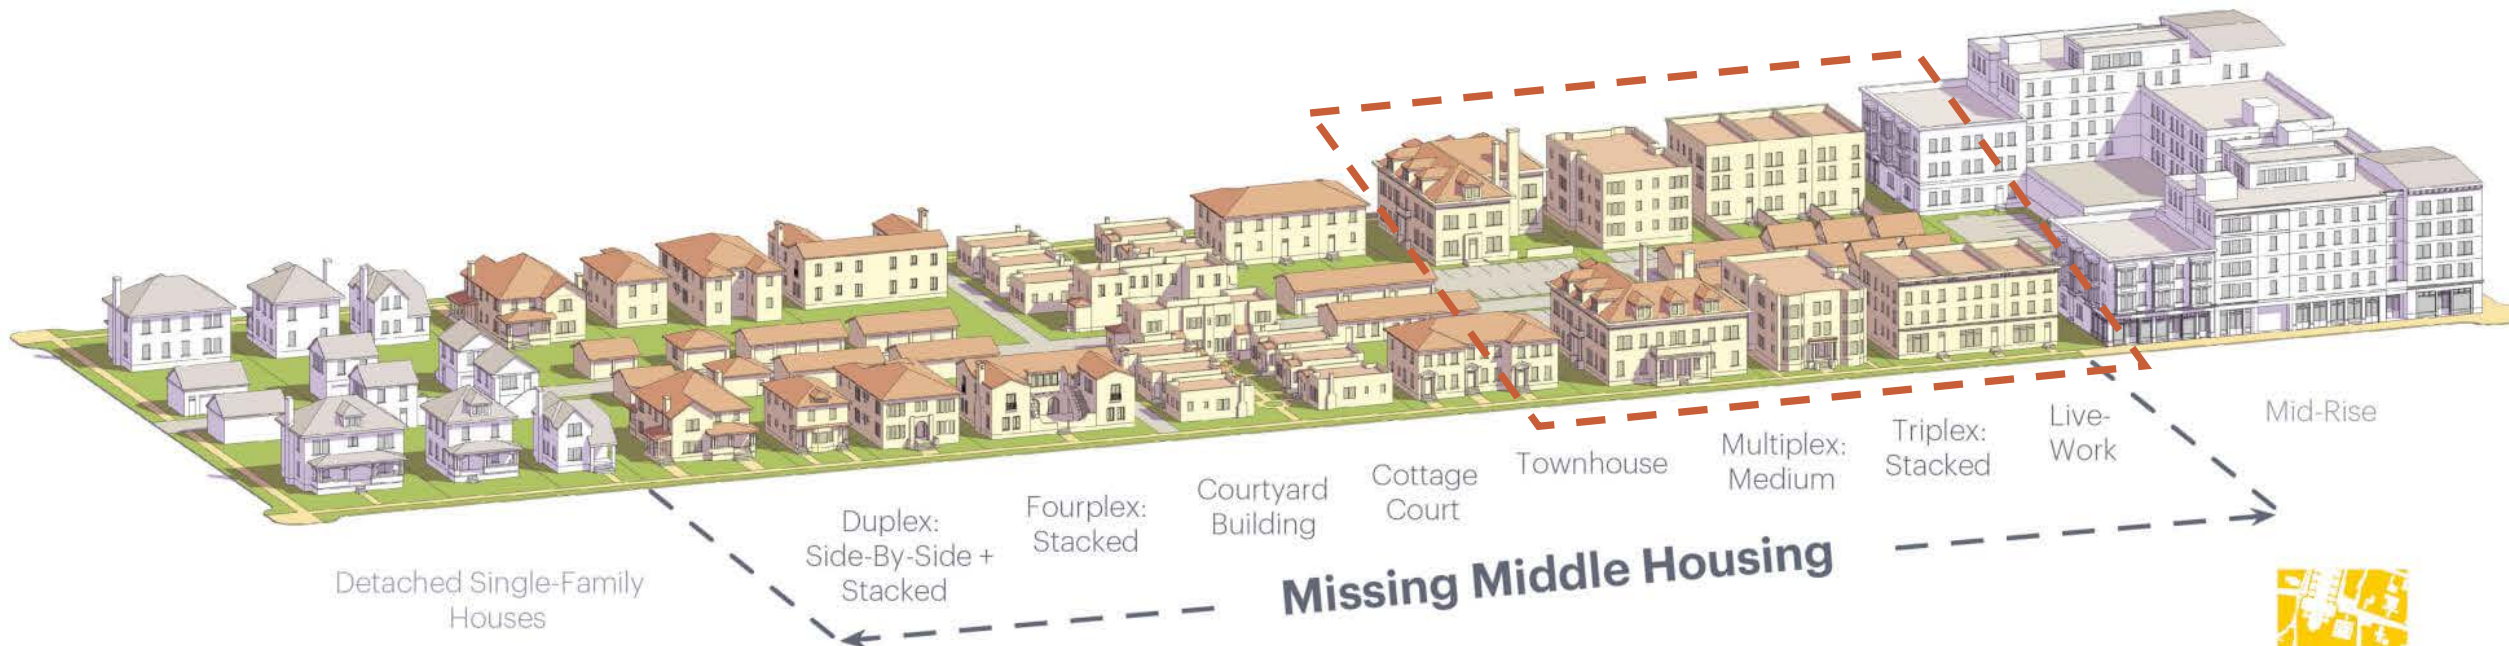 Detached Single-Family
Houses
Duplex:
Side-By-Side +
Stacked
Fourplex:
Stacked
Courtyard
Building
Cottage
Court
Townhouse
Multiplex:
Medium
Triplex:
Stacked
Live-
Work
Mid-Rise
Missing Middle Housing